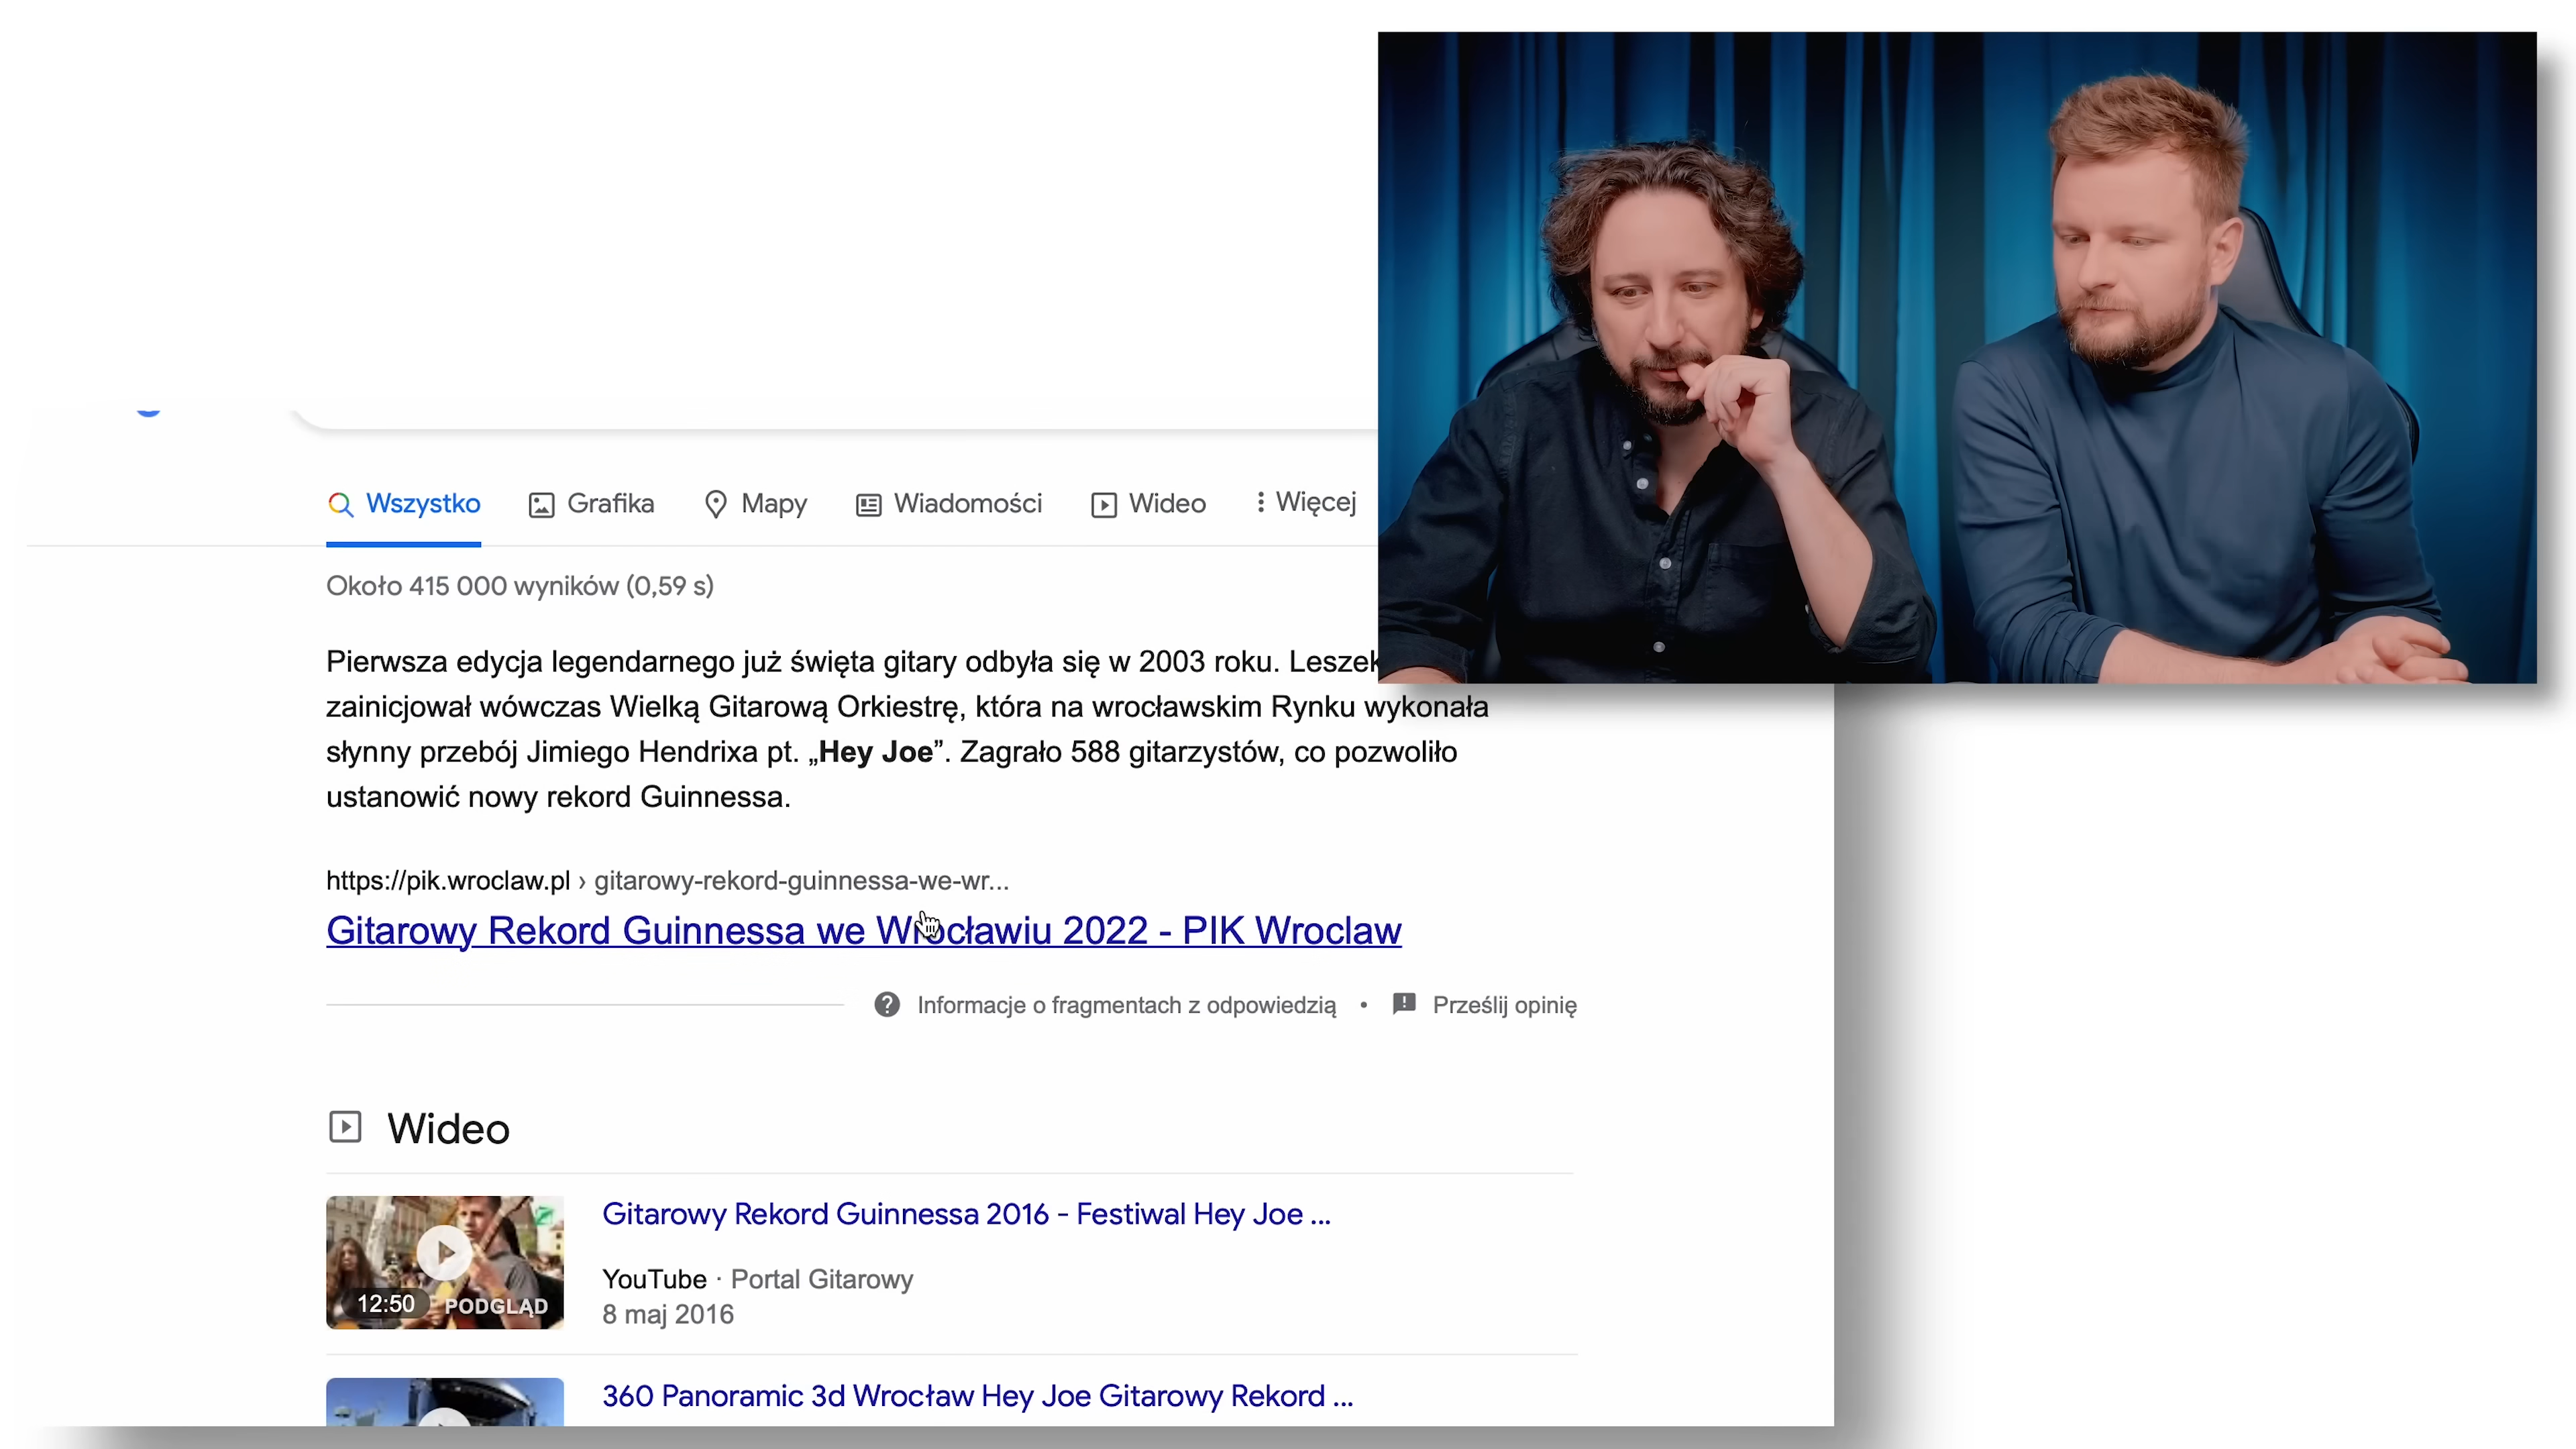 Wszystko Grafika Mapy Wiadomości Wideo Więcej
Około 415 000 wyników (0,59 s)
Pierwsza edycja legendarnego już święta gitary odbyła się w 2003 roku. Leszek
zainicjował wówczas Wielką Gitarową Orkiestrę, która na wrocławskim Rynku wykonała
słynny przebój Jimiego Hendrixa pt. „Hey Joe”. Zagrało 588 gitarzystów, co pozwoliło
ustanowić nowy rekord Guinnessa.
https://pik.wroclaw.pl › gitarowy-rekord-guinnessa-we-wr...
Gitarowy Rekord Guinnessa we Wrocławiu 2022 - PIK Wroclaw
Informacje o fragmentach z odpowiedzią • Prześlij opinię
Wideo
12:50 PODGLĄD
Gitarowy Rekord Guinnessa 2016 - Festiwal Hey Joe ...
YouTube · Portal Gitarowy
8 maj 2016
360 Panoramic 3d Wrocław Hey Joe Gitarowy Rekord ...